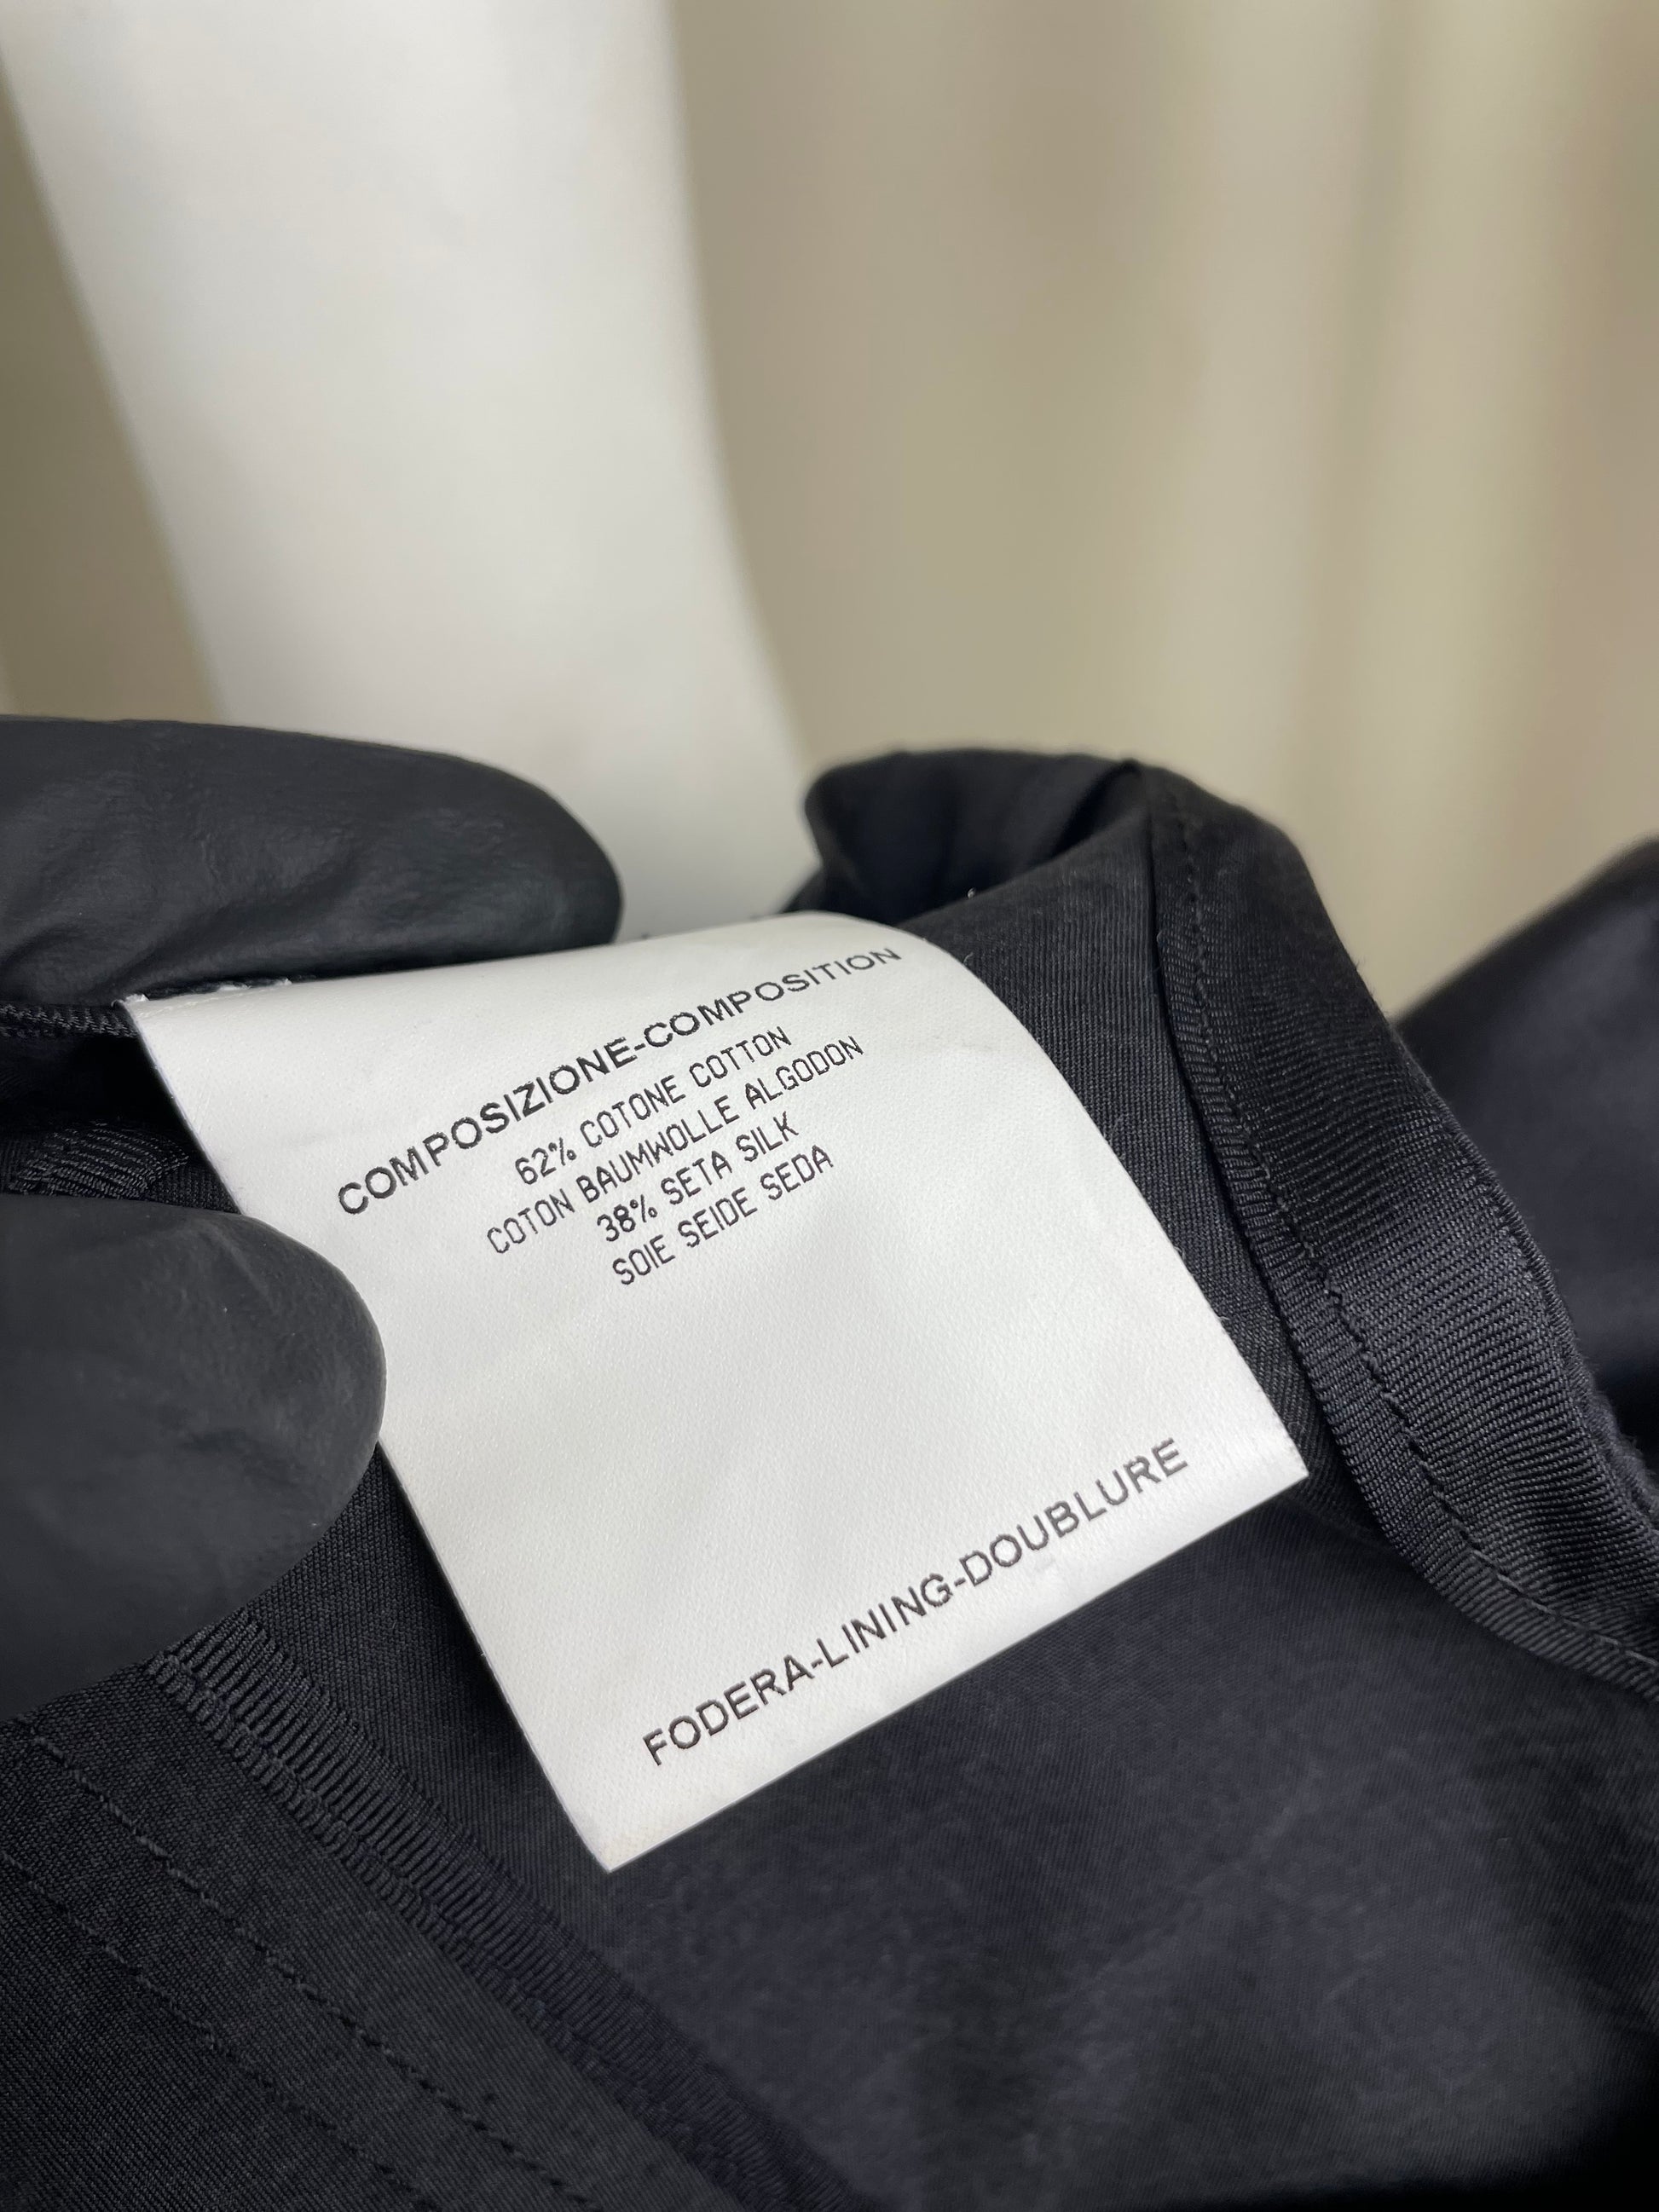 COMPOSIZIONE-COMPOSITION
62% COTONE COTTON
COTON BAUMWOLLE ALGODON
38% SETA SILK
SOIE SEIDE SEDA
FODERA-LINING-DOUBLURE